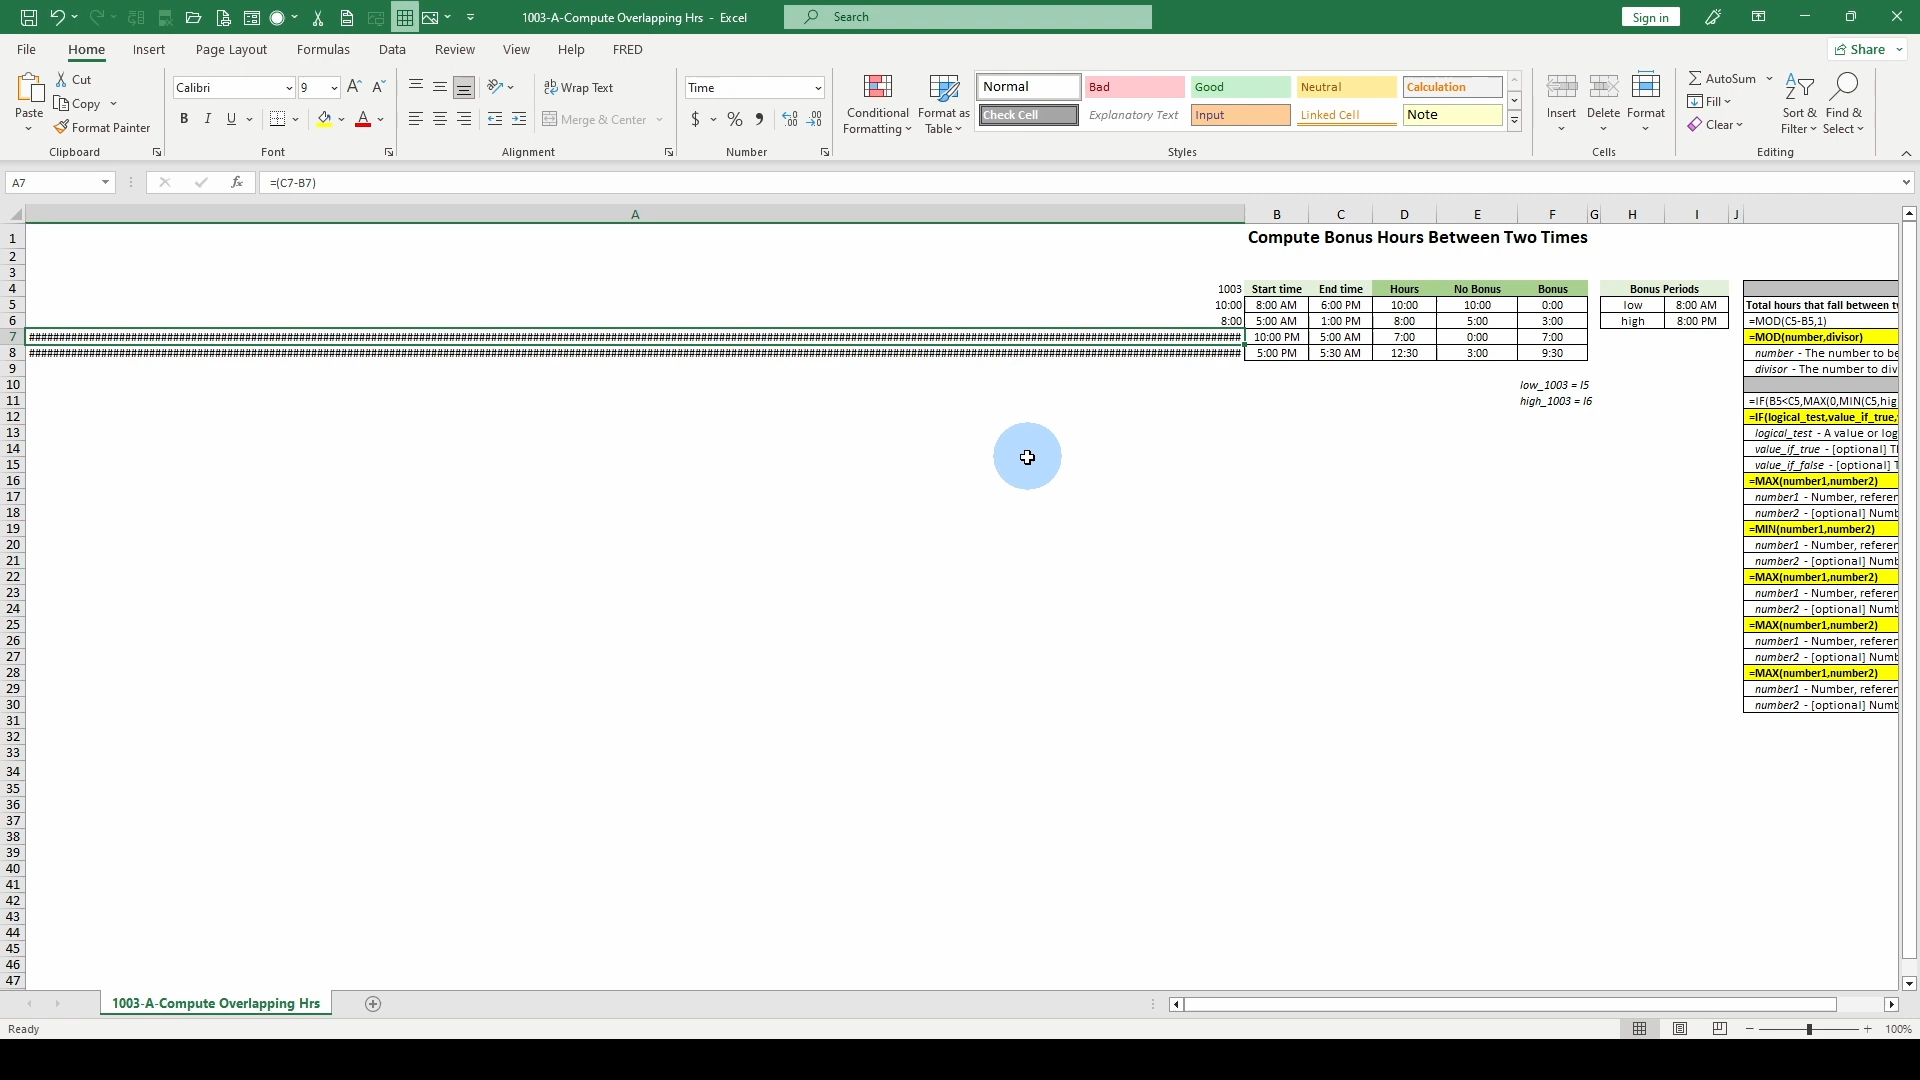 1003-A-Compute Overlapping Hrs - Excel
Search
Sign in
File Home Insert Page Layout Formulas Data Review View Help FRED
Share
Paste
Cut
Copy
Format Painter
Clipboard
Calibri 9
B I U
Font
Wrap Text
Merge & Center
Alignment
Time
$ % 9
Number
Conditional Formatting
Format as Table
Normal Bad Good Neutral Calculation
Check Cell Explanatory Text Input Linked Cell Note
Styles
Insert Delete Format
Cells
AutoSum
Fill
Clear
Sort & Filter
Find & Select
Editing
A7 fx =(C7-B7)
A B C D E F G H I J
1 Compute Bonus Hours Between Two Times
2
3
4 1003 Start time End time Hours No Bonus Bonus Bonus Periods
5 10:00 8:00 AM 6:00 PM 10:00 10:00 0:00 low 8:00 AM Total hours that fall between t
6 8:00 5:00 AM 1:00 PM 8:00 5:00 3:00 high 8:00 PM =MOD(C5-B5,1)
7 10:00 PM 5:00 AM 7:00 0:00 7:00 =MOD(number,divisor)
8 5:00 PM 5:30 AM 12:30 3:00 9:30 number - The number to be
9 divisor - The number to div
10 low_1003 = I5
11 high_1003 = I6 =IF(B5<C5,MAX(0,MIN(C5,hig
12 =IF(logical_test,value_if_true,
13 logical_test - A value or log
14 value_if_true - [optional] T
15 value_if_false - [optional] T
16 =MAX(number1,number2)
17 number1 - Number, referer
18 number2 - [optional] Numb
19 =MIN(number1,number2)
20 number1 - Number, referer
21 number2 - [optional] Numb
22 =MAX(number1,number2)
23 number1 - Number, referer
24 number2 - [optional] Numb
25 =MAX(number1,number2)
26 number1 - Number, referer
27 number2 - [optional] Numb
28 =MAX(number1,number2)
29 number1 - Number, referer
30 number2 - [optional] Numb
31
32
33
34
35
36
37
38
39
40
41
42
43
44
45
46
47
1003-A-Compute Overlapping Hrs
Ready
100%